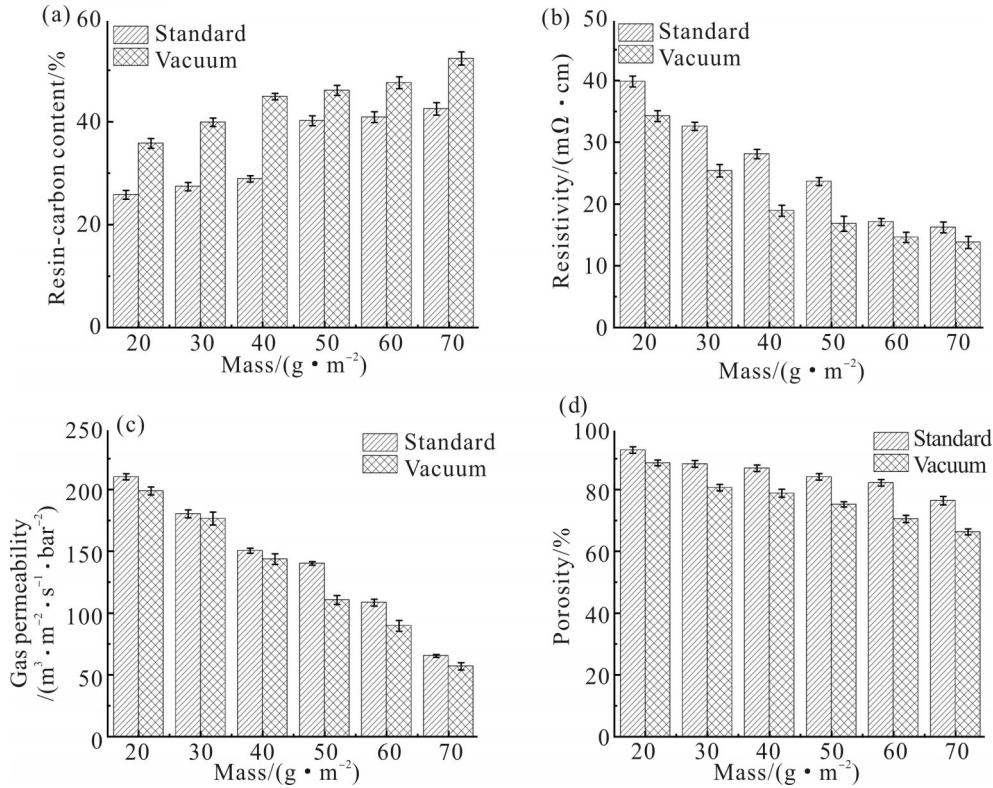 (a)
60
40
20
0
Resin-carbon content/%
Standard
Vacuum
20 30 40 50 60 70
Mass/(g·m⁻²)
(b)
50
40
30
20
10
0
Resistivity/(mΩ·cm)
Standard
Vacuum
20 30 40 50 60 70
Mass/(g·m⁻²)
(c)
250
200
150
100
50
0
Gas permeability
/(m³·m⁻²·s⁻¹·bar⁻²)
Standard
Vacuum
20 30 40 50 60 70
Mass/(g·m⁻²)
(d)
100
80
60
40
20
0
Porosity/%
Standard
Vacuum
20 30 40 50 60 70
Mass/(g·m⁻²)